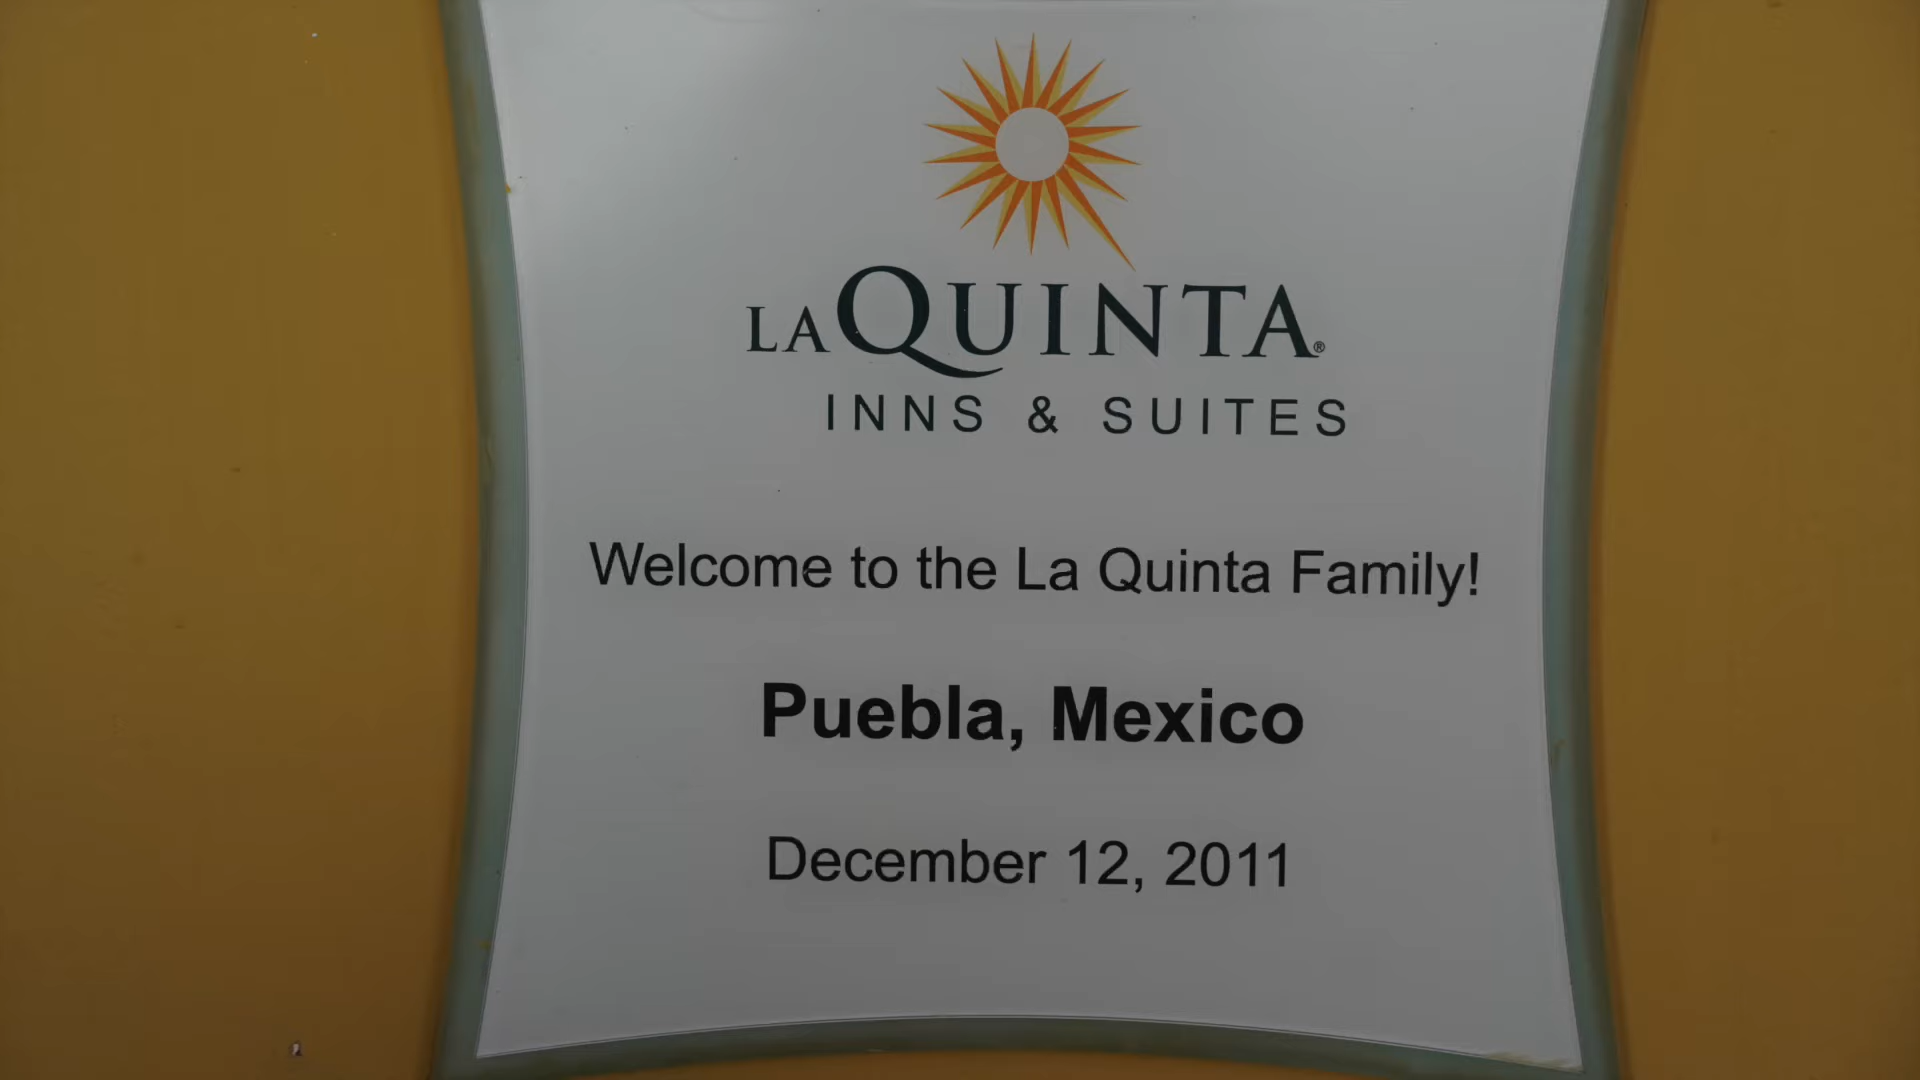 LA QUINTA®
INNS & SUITES
Welcome to the La Quinta Family!
Puebla, Mexico
December 12, 2011